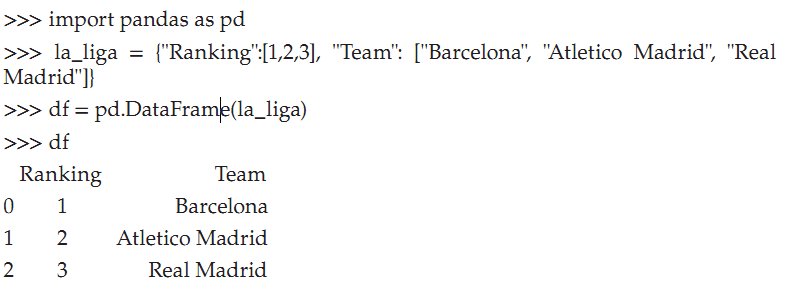 >>> import pandas as pd
>>> la_liga = {"Ranking":[1,2,3], "Team": ["Barcelona", "Atletico Madrid", "Real
Madrid"]}
>>> df = pd.DataFrame(la_liga)
>>> df
Ranking Team
0 1 Barcelona
1 2 Atletico Madrid
2 3 Real Madrid